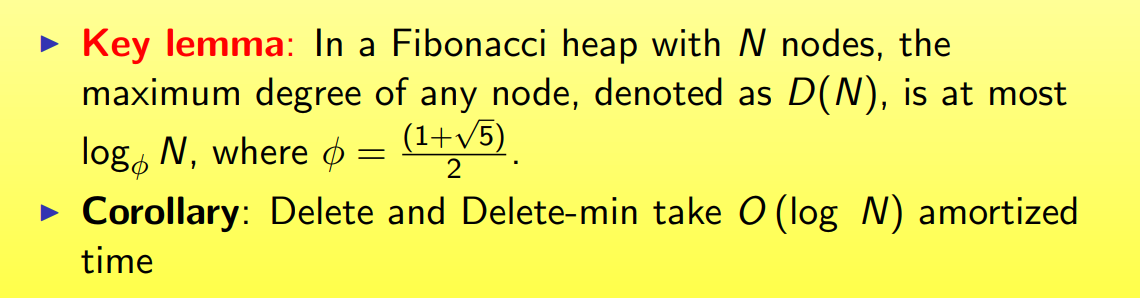 ▶ Key lemma: In a Fibonacci heap with N nodes, the
maximum degree of any node, denoted as D(N), is at most
log_ϕ N, where ϕ = (1+√5)/2.
▶ Corollary: Delete and Delete-min take O (log N) amortized
time